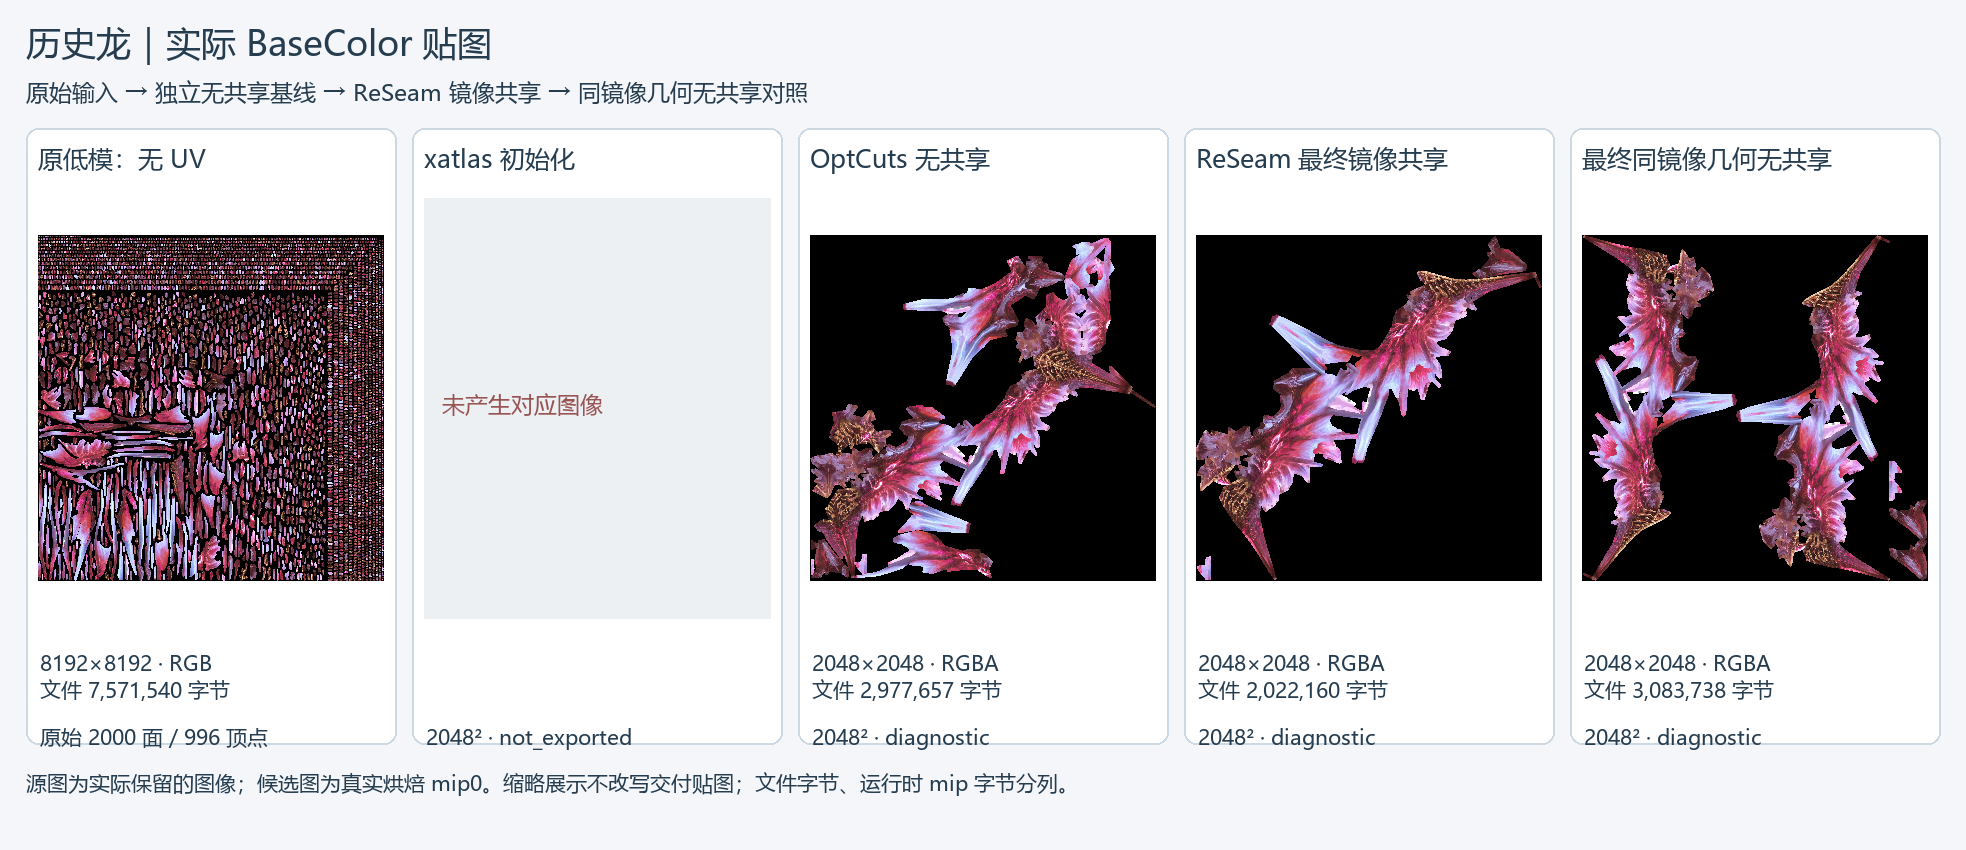 历史龙 | 实际 BaseColor 贴图
原始输入 → 独立无共享基线 → ReSeam 镜像共享 → 同镜像几何无共享对照
原低模：无 UV
8192×8192 · RGB
文件 7,571,540 字节
原始 2000 面 / 996 顶点
xatlas 初始化
未产生对应图像
2048² · not_exported
OptCuts 无共享
2048×2048 · RGBA
文件 2,977,657 字节
2048² · diagnostic
ReSeam 最终镜像共享
2048×2048 · RGBA
文件 2,022,160 字节
2048² · diagnostic
最终同镜像几何无共享
2048×2048 · RGBA
文件 3,083,738 字节
2048² · diagnostic
源图为实际保留的图像；候选图为真实烘焙 mip0。缩略展示不改写交付贴图；文件字节、运行时 mip 字节分列。